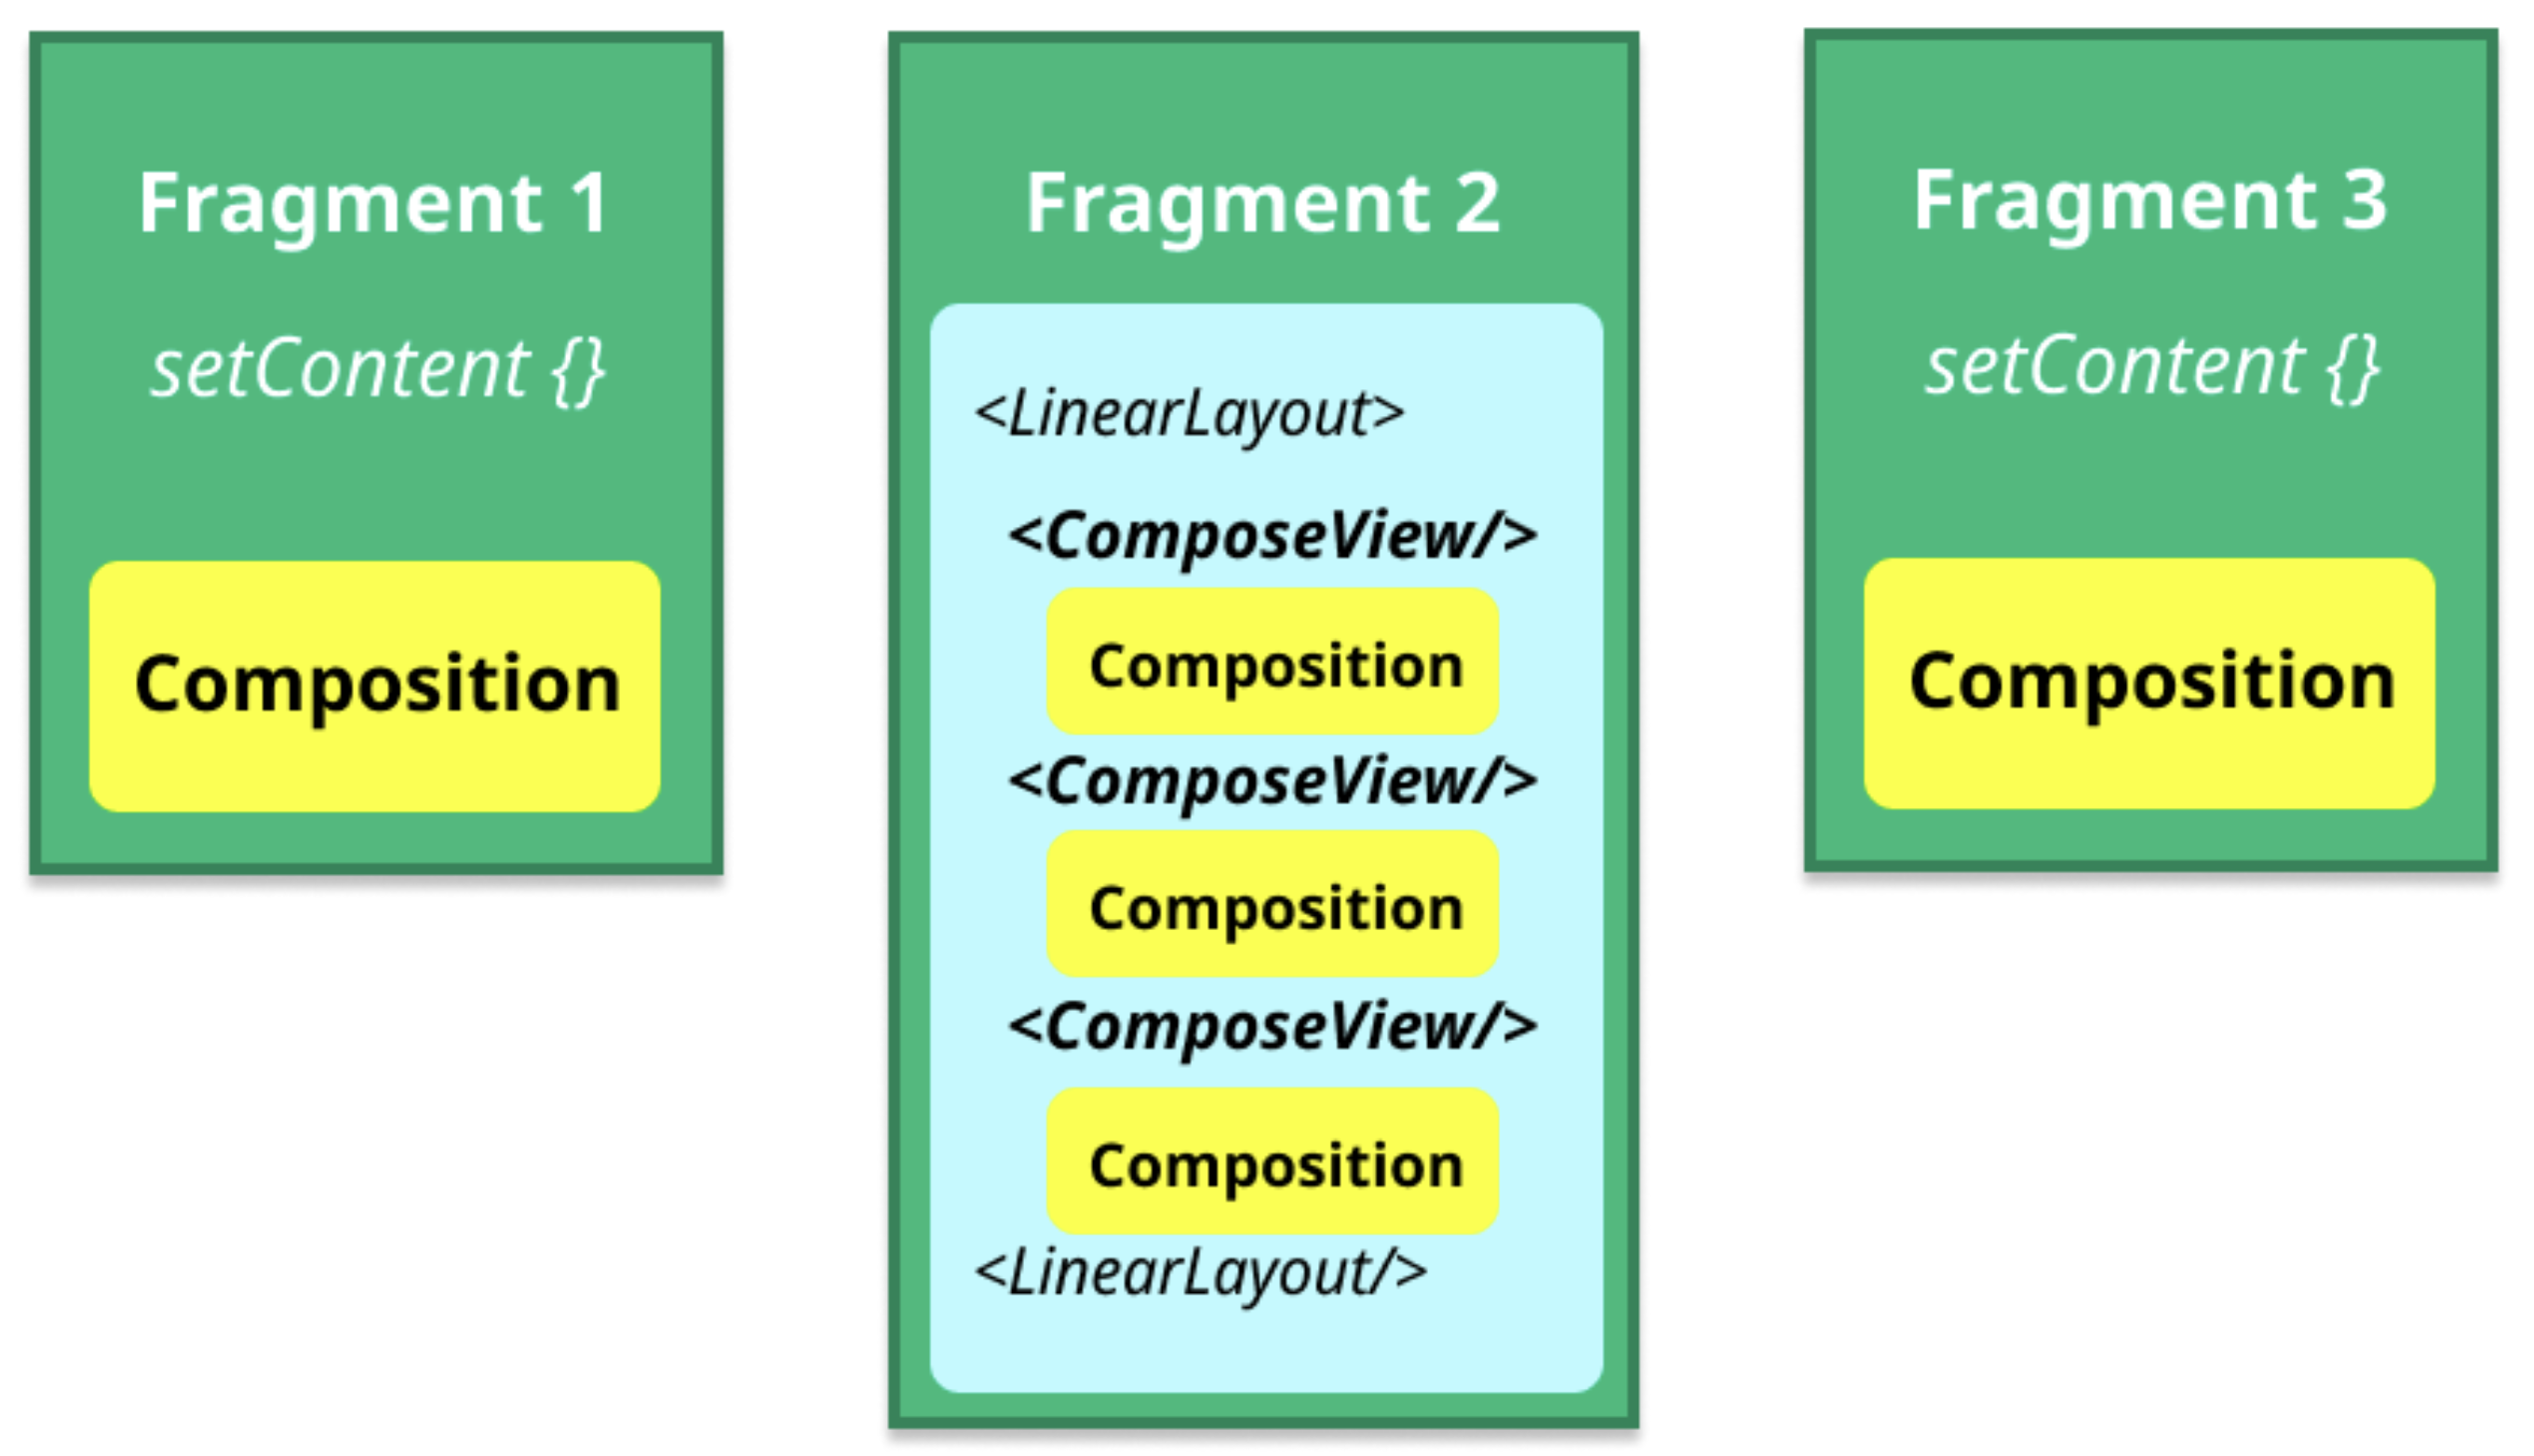 Fragment 1
setContent {}
Composition
Fragment 2
<LinearLayout>
<ComposeView/>
Composition
<ComposeView/>
Composition
<ComposeView/>
Composition
<LinearLayout/>
Fragment 3
setContent {}
Composition